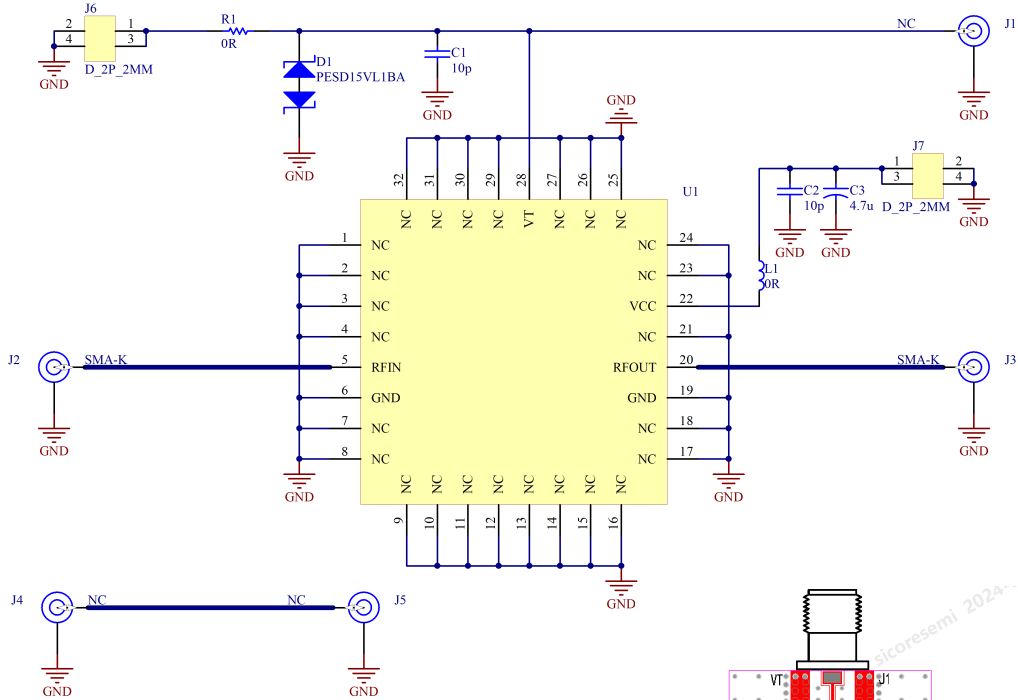 J6
2 1
4 3
D_2P_2MM
GND
R1
0R
D1
PESD15VL1BA
GND
C1
10p
GND
NC
J1
GND
GND
32 31 30 29 28 27 26 25
NC NC NC NC VT NC NC NC
U1
J7
1 2
3 4
D_2P_2MM
GND
C2
10p
GND
C3
4.7u
GND
L1
0R
1 NC
2 NC
3 NC
4 NC
5 RFIN
6 GND
7 NC
8 NC
GND
NC 24
NC 23
VCC 22
NC 21
RFOUT 20
GND 19
NC 18
NC 17
GND
J2
SMA-K
GND
SMA-K
J3
GND
NC NC NC NC NC NC NC NC
9 10 11 12 13 14 15 16
GND
J4
NC
GND
NC
J5
GND
sicoresemi 2024-
VT
J1